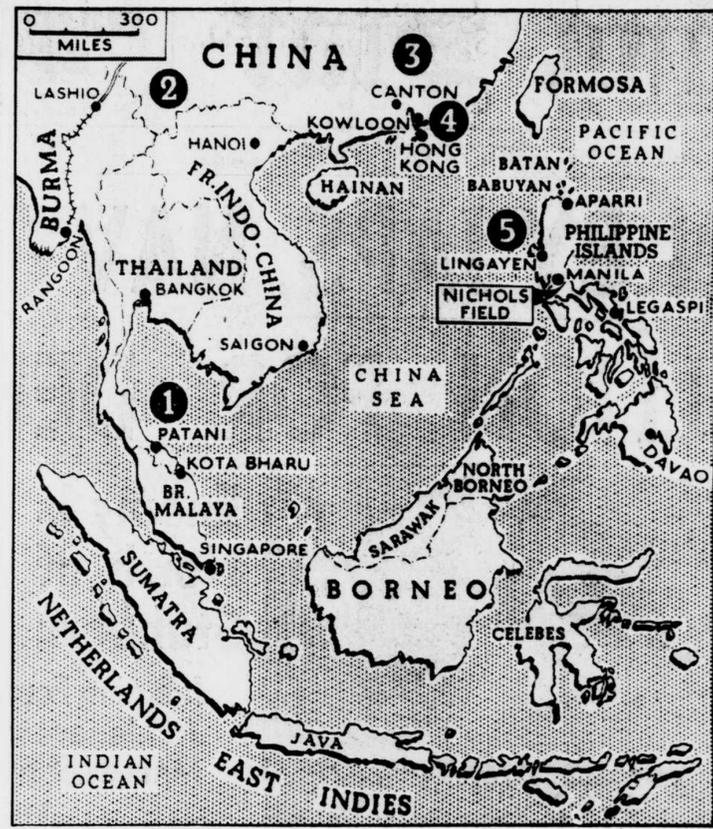 0 300
MILES
CHINA
3
2
CANTON
FORMOSA
LASHIO
KOWLOON
4
HONG
KONG
HANOI
PACIFIC
OCEAN
BURMA
FR. INDO-CHINA
HAINAN
BATAN
BABUYAN
APARRI
5
PHILIPPINE
ISLANDS
RANGOON
THAILAND
BANGKOK
LINGAYEN
MANILA
NICHOLS
FIELD
LEGASPI
SAIGON
CHINA
SEA
1
PATANI
KOTA BHARU
BR.
MALAYA
NORTH
BORNEO
DAVAO
SARAWAK
SINGAPORE
SUMATRA
BORNEO
CELEBES
NETHERLANDS EAST INDIES
JAVA
INDIAN
OCEAN